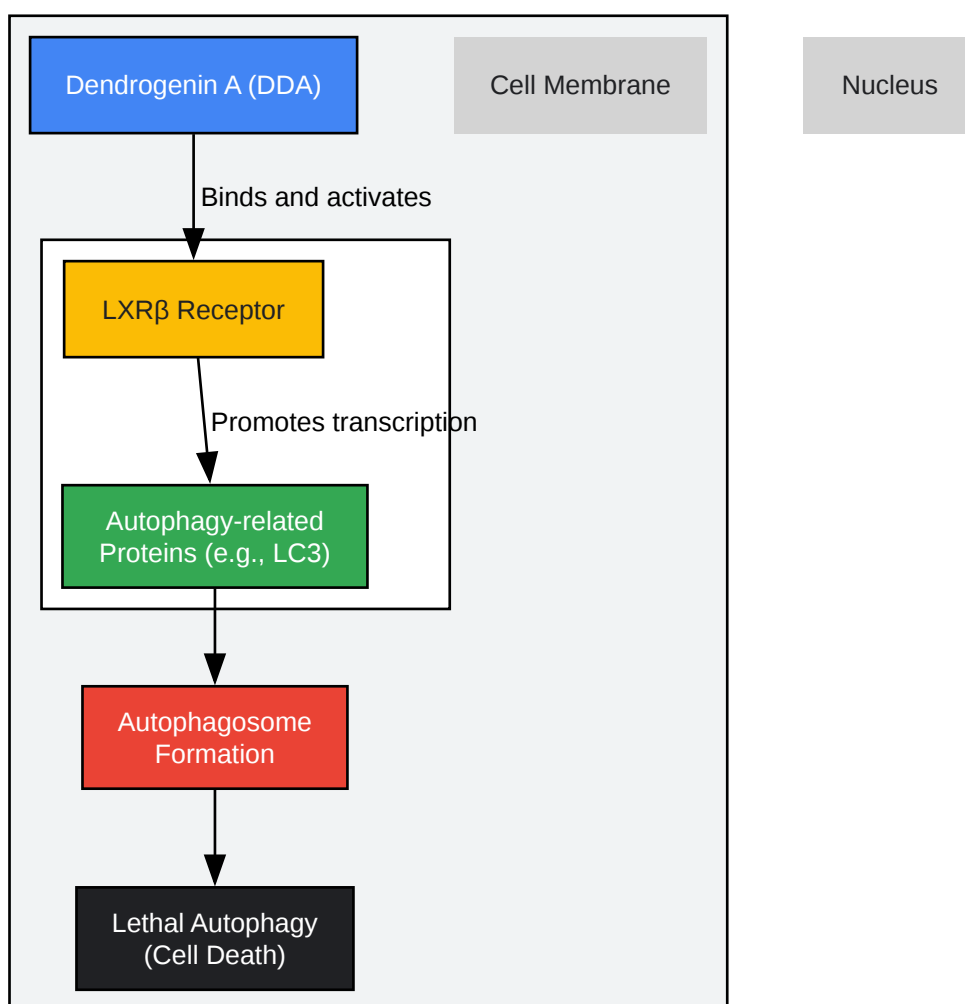 Dendrogenin A (DDA)
Cell Membrane
Nucleus
Binds and activates
LXRβ Receptor
Promotes transcription
Autophagy-related
Proteins (e.g., LC3)
Autophagosome
Formation
Lethal Autophagy
(Cell Death)